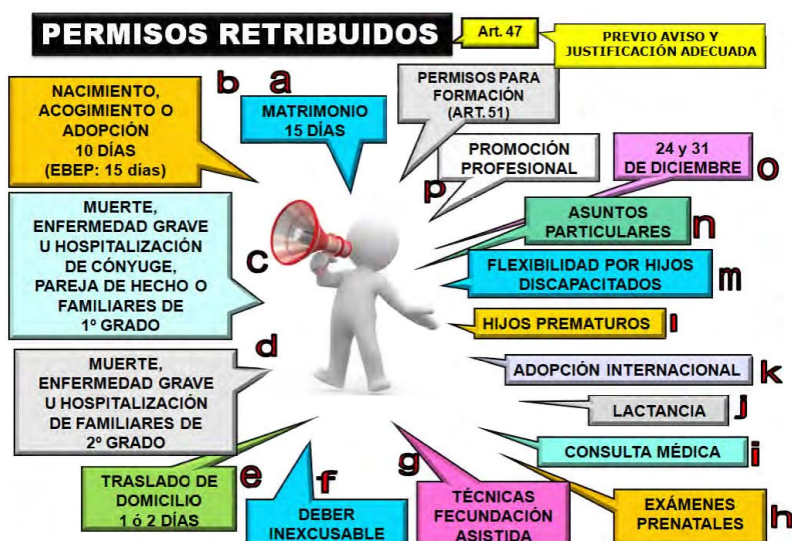 PERMISOS RETRIBUIDOS
Art. 47
PREVIO AVISO Y
JUSTIFICACIÓN ADECUADA
b
NACIMIENTO,
ACOGIMIENTO O
ADOPCIÓN
10 DÍAS
(EBEP: 15 días)
a
MATRIMONIO
15 DÍAS
PERMISOS PARA
FORMACIÓN
(ART. 51)
p
PROMOCIÓN
PROFESIONAL
24 y 31
DE DICIEMBRE
o
ASUNTOS
PARTICULARES
n
FLEXIBILIDAD POR HIJOS
DISCAPACITADOS
m
HIJOS PREMATUROS
l
ADOPCIÓN INTERNACIONAL
k
LACTANCIA
j
CONSULTA MÉDICA
i
EXÁMENES
PRENATALES
h
g
TÉCNICAS
FECUNDACIÓN
ASISTIDA
f
DEBER
INEXCUSABLE
e
TRASLADO DE
DOMICILIO
1 ó 2 DÍAS
d
MUERTE,
ENFERMEDAD GRAVE
U HOSPITALIZACIÓN
DE FAMILIARES DE
2º GRADO
c
MUERTE,
ENFERMEDAD GRAVE
U HOSPITALIZACIÓN
DE CÓNYUGE,
PAREJA DE HECHO O
FAMILIARES DE
1º GRADO